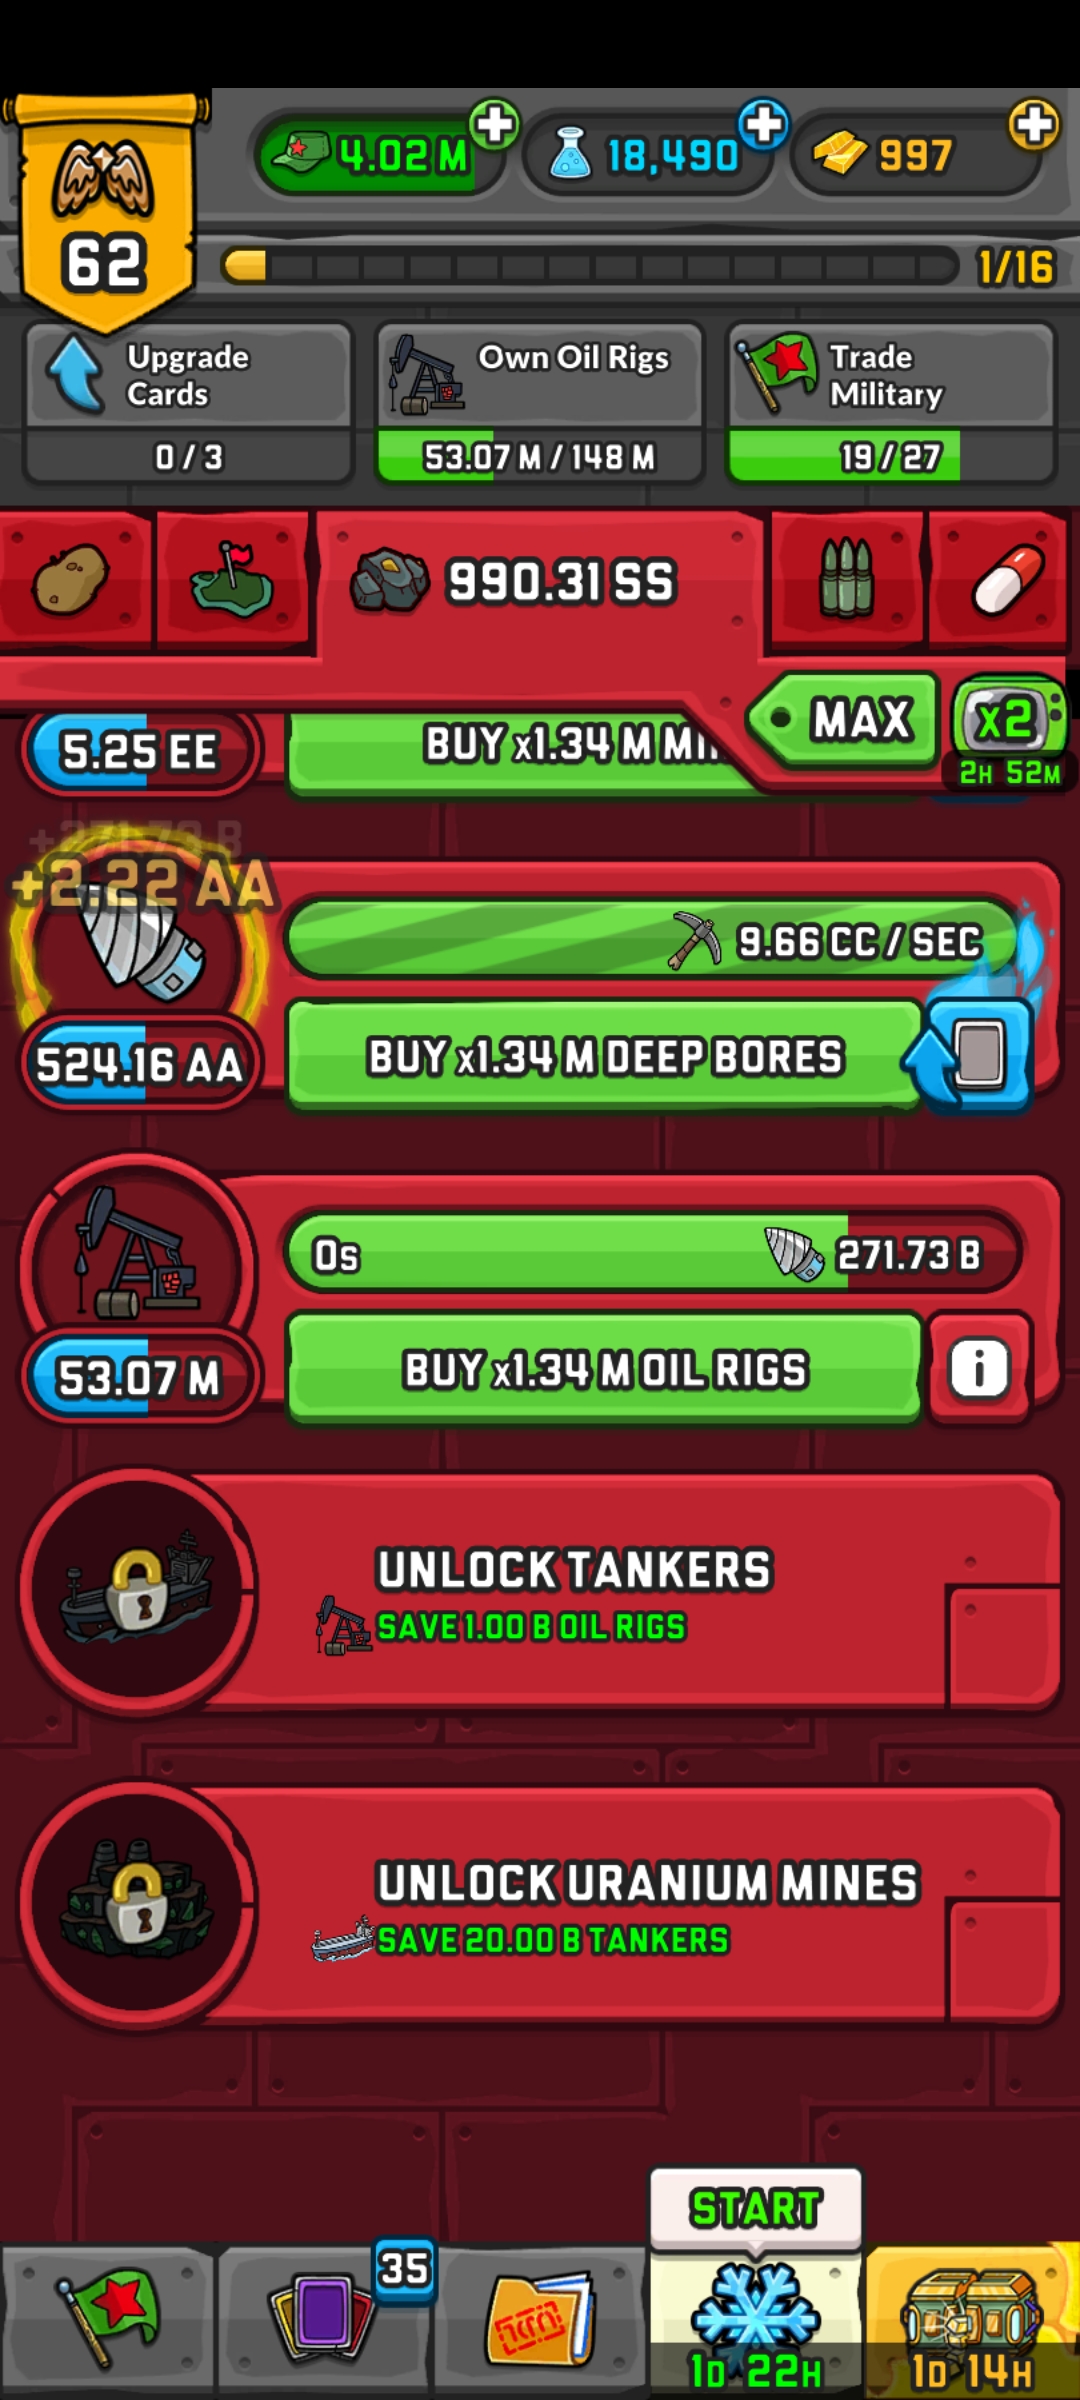 4.02 M
18,490
997
62
1/16
Upgrade
Cards
0 / 3
Own Oil Rigs
53.07 M / 148 M
Trade
Military
19 / 27
990.31 SS
MAX
x2
2H 52M
5.25 EE
BUY x1.34 M
+271.73 B
+2.22 AA
9.66 CC / SEC
524.16 AA
BUY x1.34 M DEEP BORES
0s
271.73 B
53.07 M
BUY x1.34 M OIL RIGS
i
UNLOCK TANKERS
SAVE 1.00 B OIL RIGS
UNLOCK URANIUM MINES
SAVE 20.00 B TANKERS
START
35
1D 22H
1D 14H